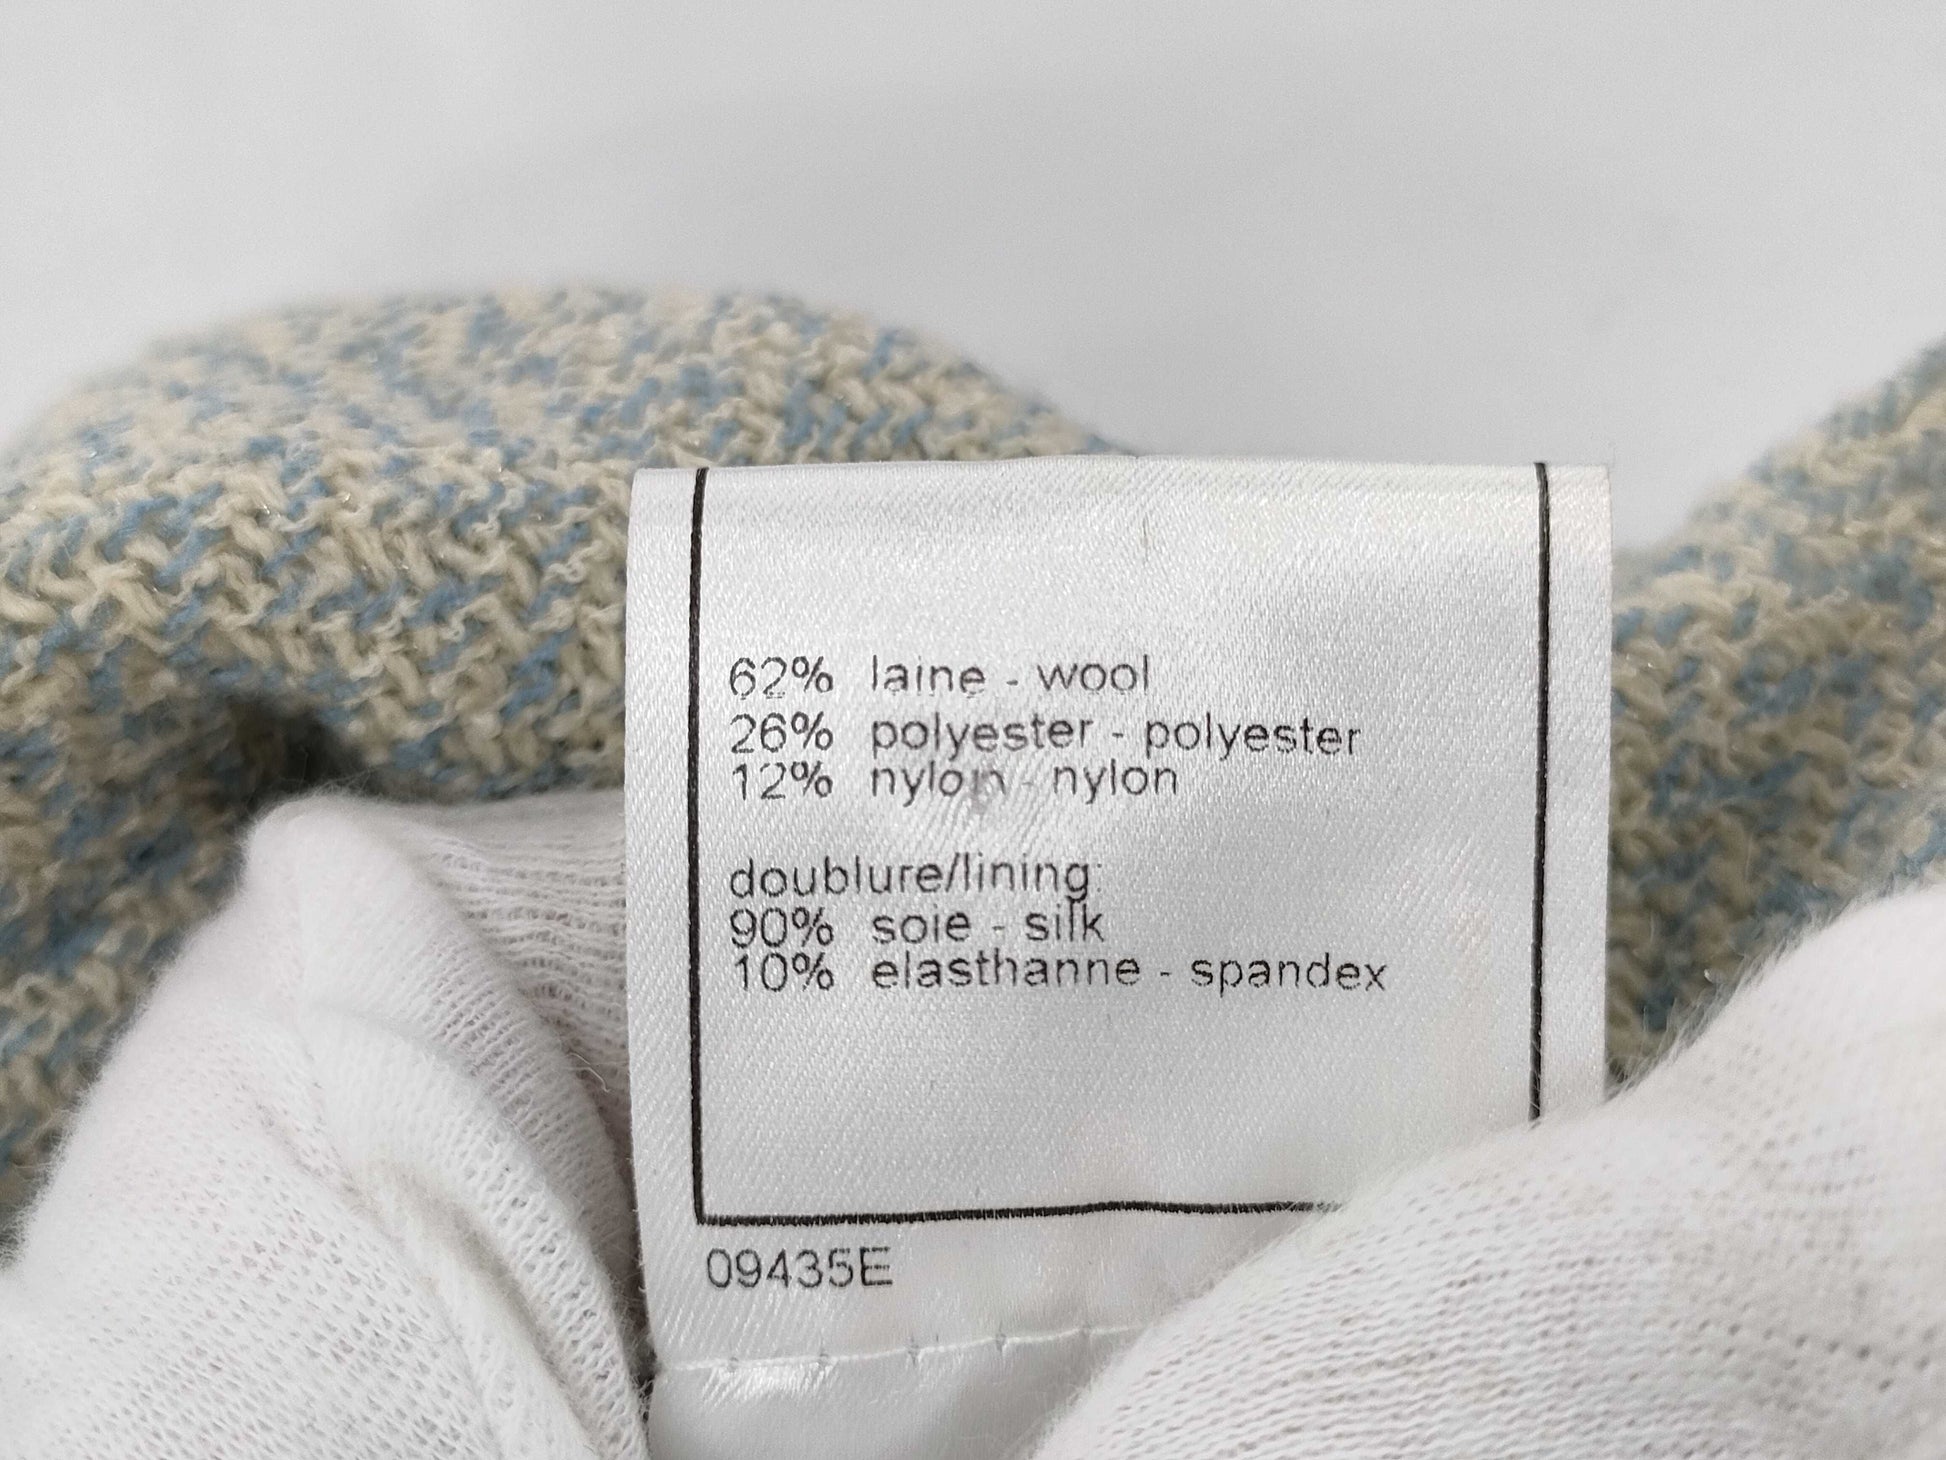 62% laine - wool
26% polyester - polyester
12% nylon - nylon
doublure/lining:
90% soie - silk
10% elasthanne - spandex
09435E